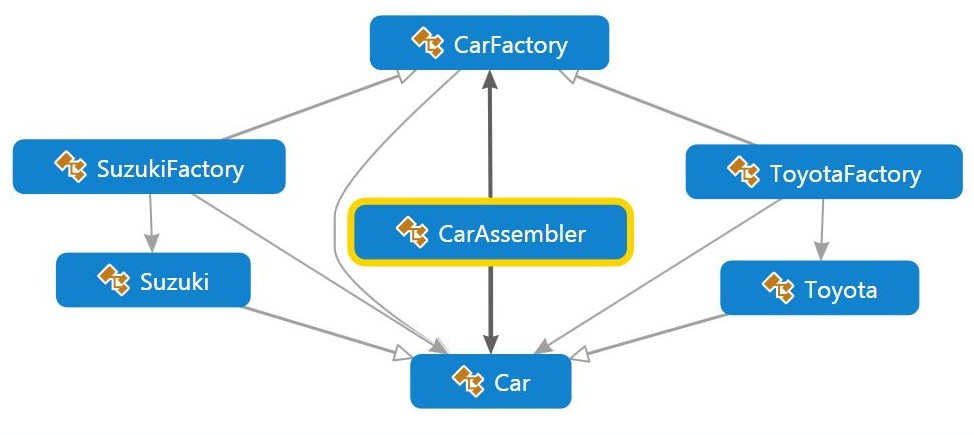 CarFactory
SuzukiFactory
ToyotaFactory
CarAssembler
Suzuki
Toyota
Car